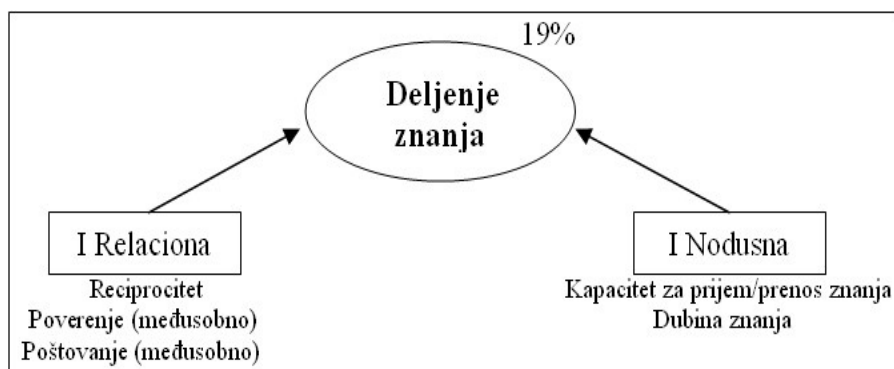 19%
Deljenje
znanja
I Relaciona
Reciprocitet
Poverenje (međusobno)
Poštovanje (međusobno)
I Nodusna
Kapacitet za prijem/prenos znanja
Dubina znanja